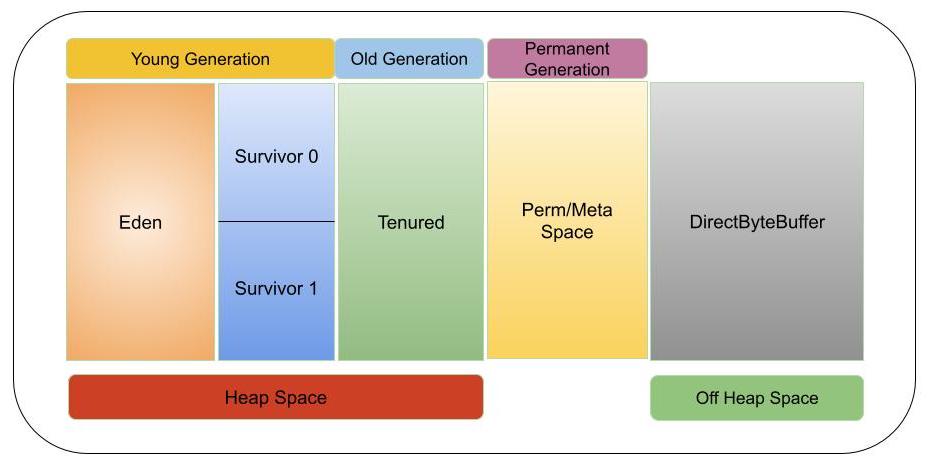 Young Generation
Old Generation
Permanent
Generation
Eden
Survivor 0
Survivor 1
Tenured
Perm/Meta
Space
DirectByteBuffer
Heap Space
Off Heap Space